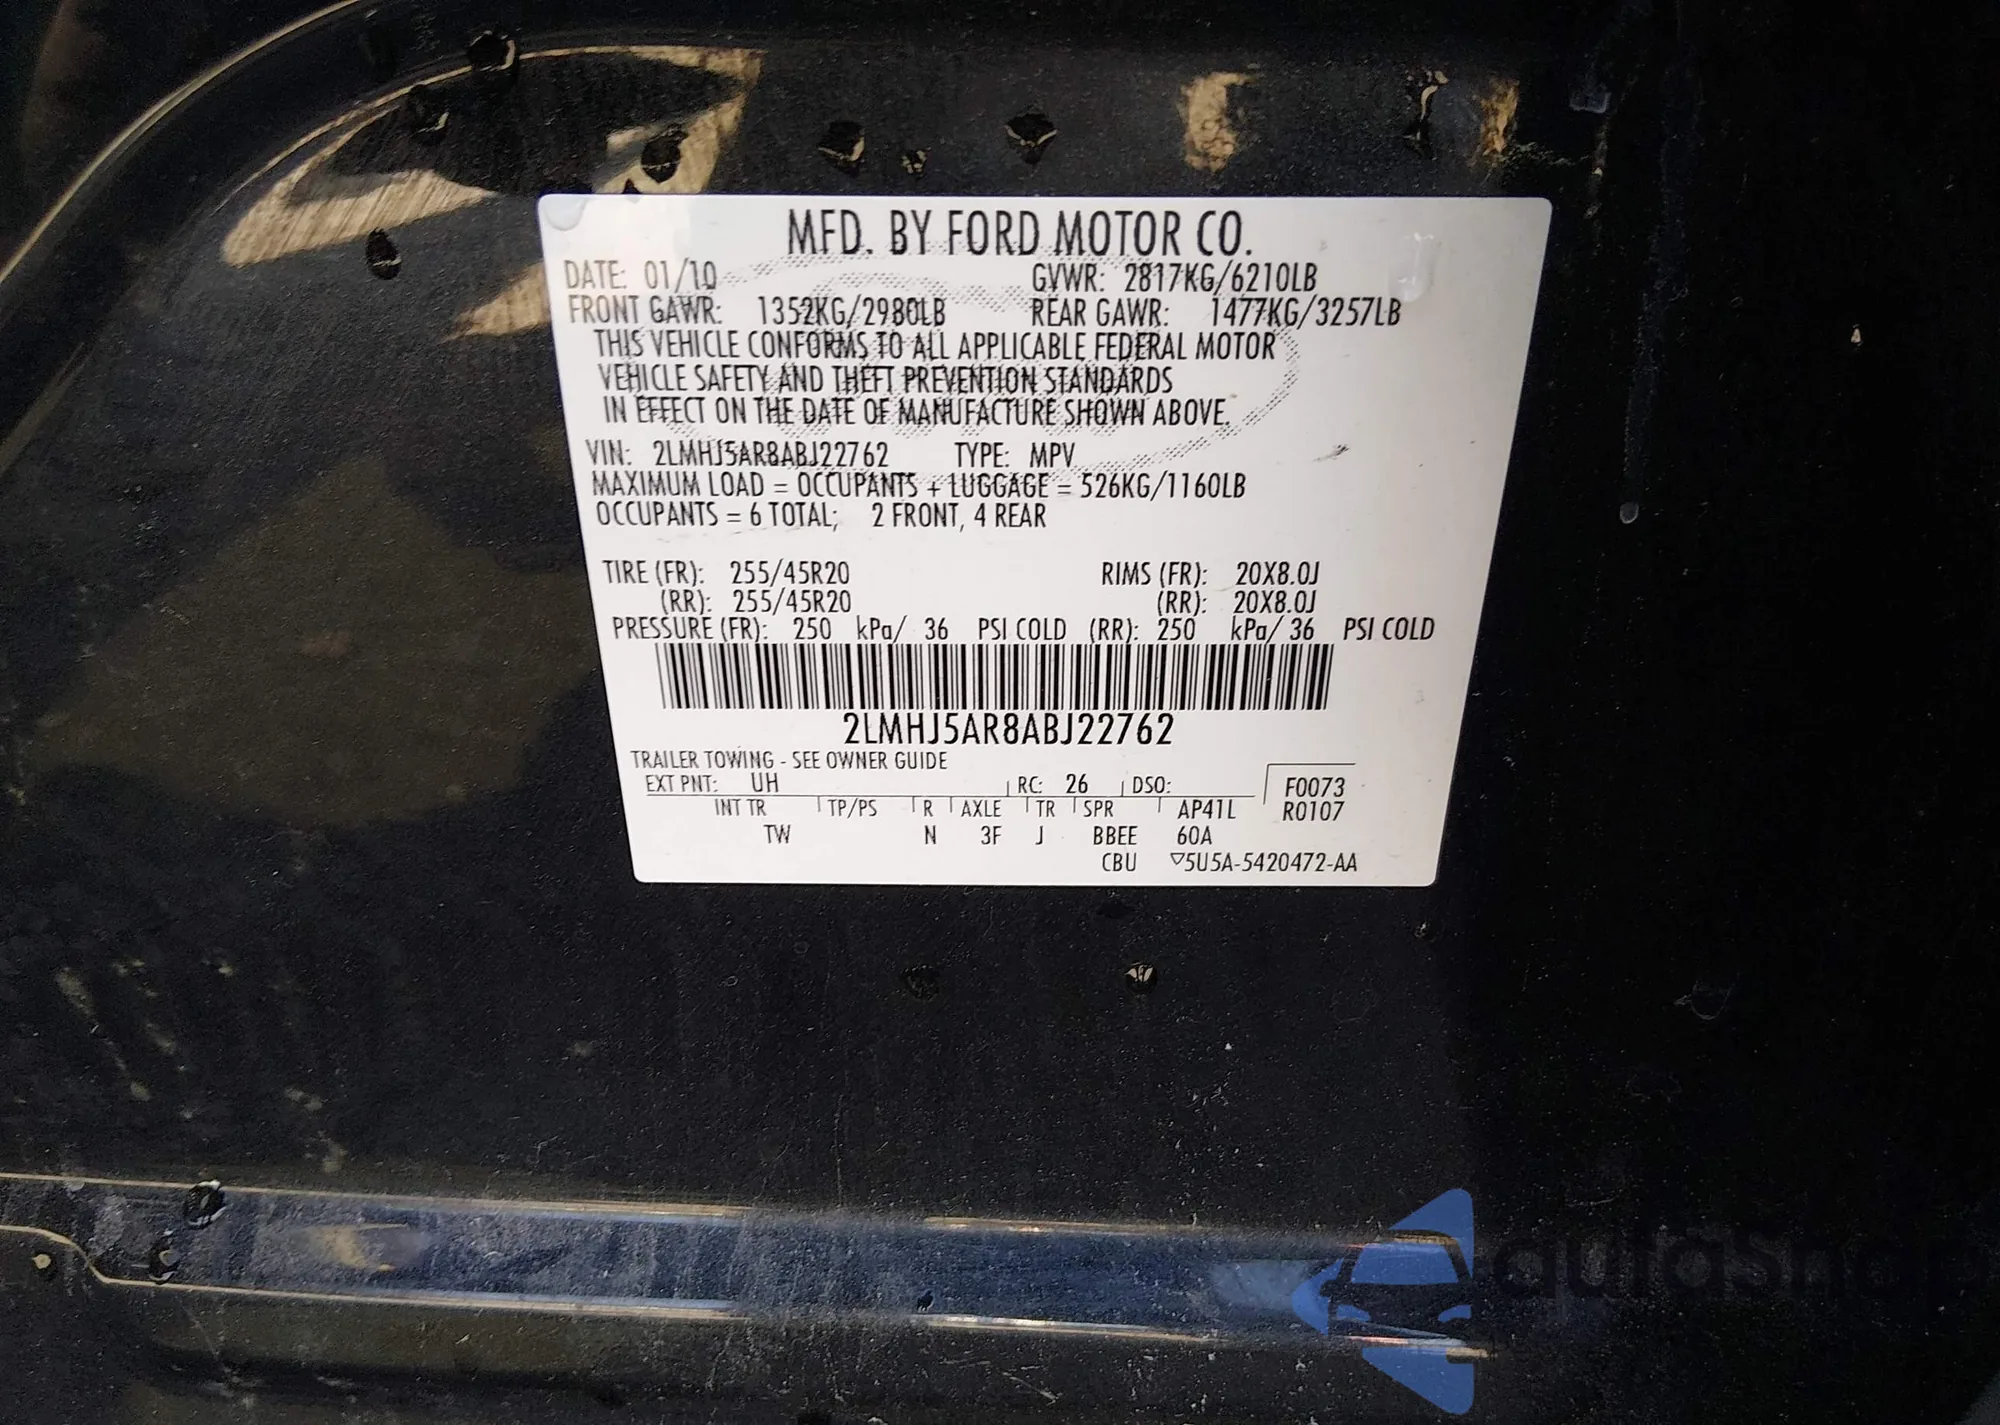 MFD. BY FORD MOTOR CO.
DATE: 01/10 GVWR: 2817KG/6210LB
FRONT GAWR: 1352KG/2980LB REAR GAWR: 1477KG/3257LB
THIS VEHICLE CONFORMS TO ALL APPLICABLE FEDERAL MOTOR
VEHICLE SAFETY AND THEFT PREVENTION STANDARDS
IN EFFECT ON THE DATE OF MANUFACTURE SHOWN ABOVE.
VIN: 2LMHJ5AR8ABJ22762 TYPE: MPV
MAXIMUM LOAD = OCCUPANTS + LUGGAGE = 526KG/1160LB
OCCUPANTS = 6 TOTAL; 2 FRONT, 4 REAR
TIRE (FR): 255/45R20 RIMS (FR): 20X8.0J
(RR): 255/45R20 (RR): 20X8.0J
PRESSURE (FR): 250 kPa/ 36 PSI COLD (RR): 250 kPa/ 36 PSI COLD
2LMHJ5AR8ABJ22762
TRAILER TOWING - SEE OWNER GUIDE
EXT PNT: UH RC: 26 DSO: F0073
INT TR TP/PS R AXLE TR SPR AP41L R0107
TW N 3F J BBEE 60A
CBU ▽5U5A-5420472-AA